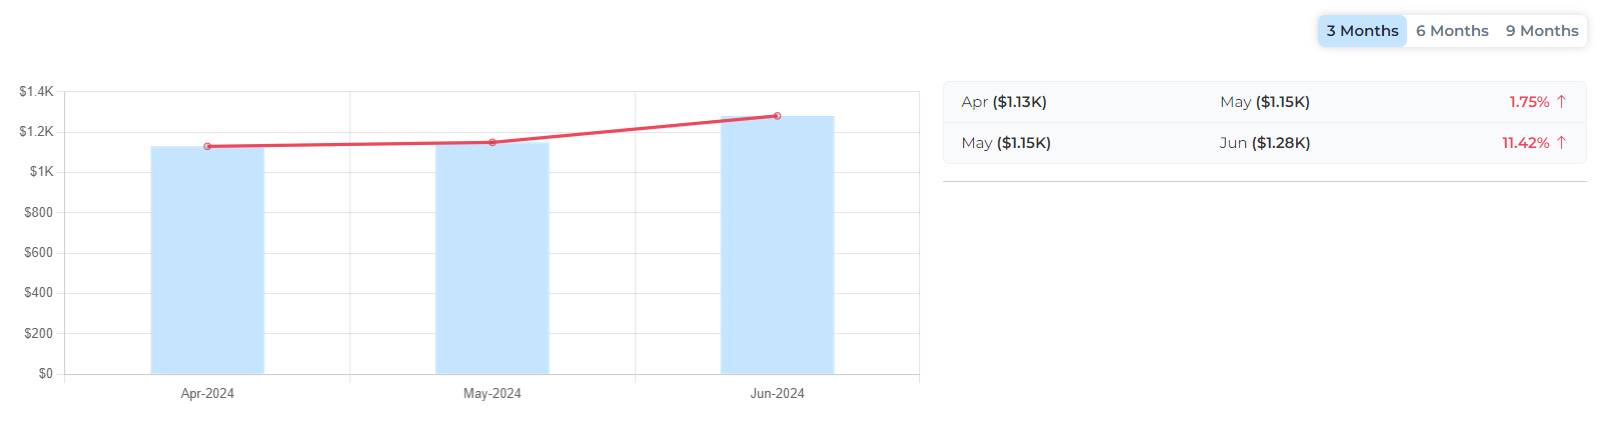 3 Months 6 Months 9 Months
$1.4K
$1.2K
$1K
$800
$600
$400
$200
$0
Apr-2024 May-2024 Jun-2024
Apr ($1.13K) May ($1.15K) 1.75% ↑
May ($1.15K) Jun ($1.28K) 11.42% ↑